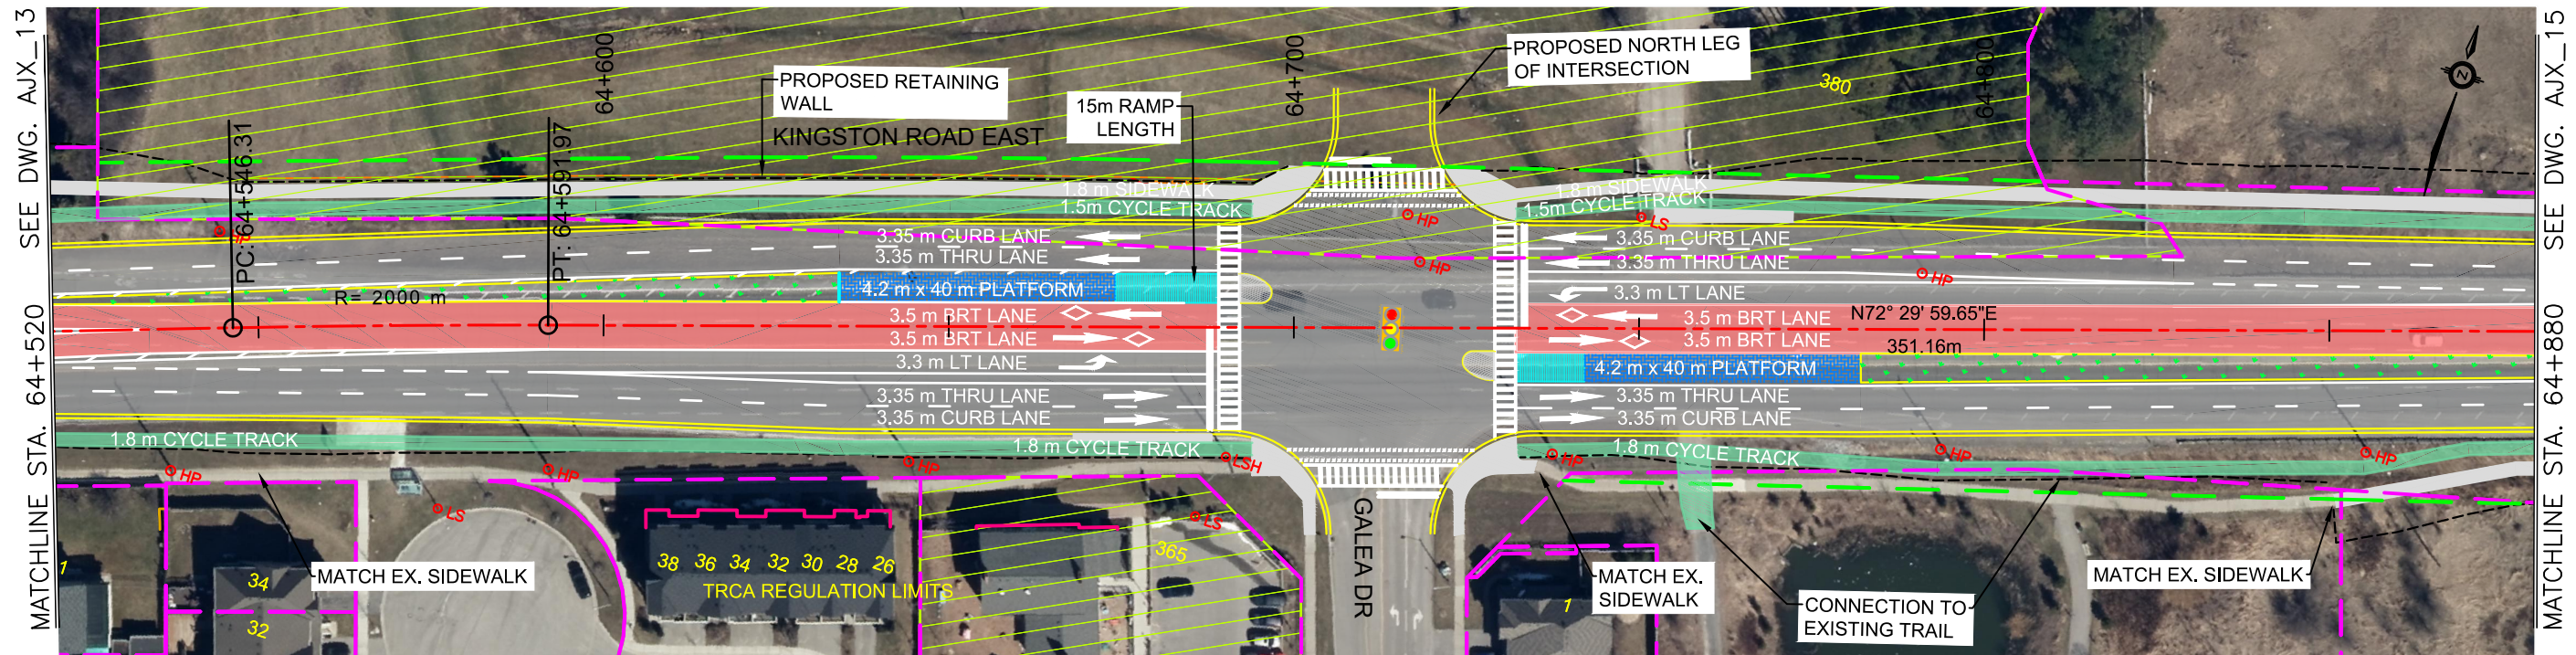 SEE DWG. AJX_13
MATCHLINE STA. 64+520
SEE DWG. AJX_15
MATCHLINE STA. 64+880
64+600
64+700
64+800
PC: 64+546.31
PT: 64+591.97
PROPOSED RETAINING
WALL
KINGSTON ROAD EAST
15m RAMP
LENGTH
PROPOSED NORTH LEG
OF INTERSECTION
380
N
1.8 m SIDEWALK
1.5m CYCLE TRACK
1.8 m SIDEWALK
1.5m CYCLE TRACK
HP
HP
LS
HP
HP
3.35 m CURB LANE
3.35 m THRU LANE
4.2 m x 40 m PLATFORM
3.5 m BRT LANE
3.5 m BRT LANE
3.3 m LT LANE
3.35 m THRU LANE
3.35 m CURB LANE
R= 2000 m
3.35 m CURB LANE
3.35 m THRU LANE
3.3 m LT LANE
3.5 m BRT LANE
3.5 m BRT LANE
N72° 29' 59.65"E
351.16m
4.2 m x 40 m PLATFORM
3.35 m THRU LANE
3.35 m CURB LANE
1.8 m CYCLE TRACK
1.8 m CYCLE TRACK
1.8 m CYCLE TRACK
HP
HP
HP
LSH
HP
HP
HP
LS
LS
GALEA DR
1
34
32
MATCH EX. SIDEWALK
38 36 34 32 30 28 26
TRCA REGULATION LIMITS
365
1
MATCH EX.
SIDEWALK
CONNECTION TO
EXISTING TRAIL
MATCH EX. SIDEWALK